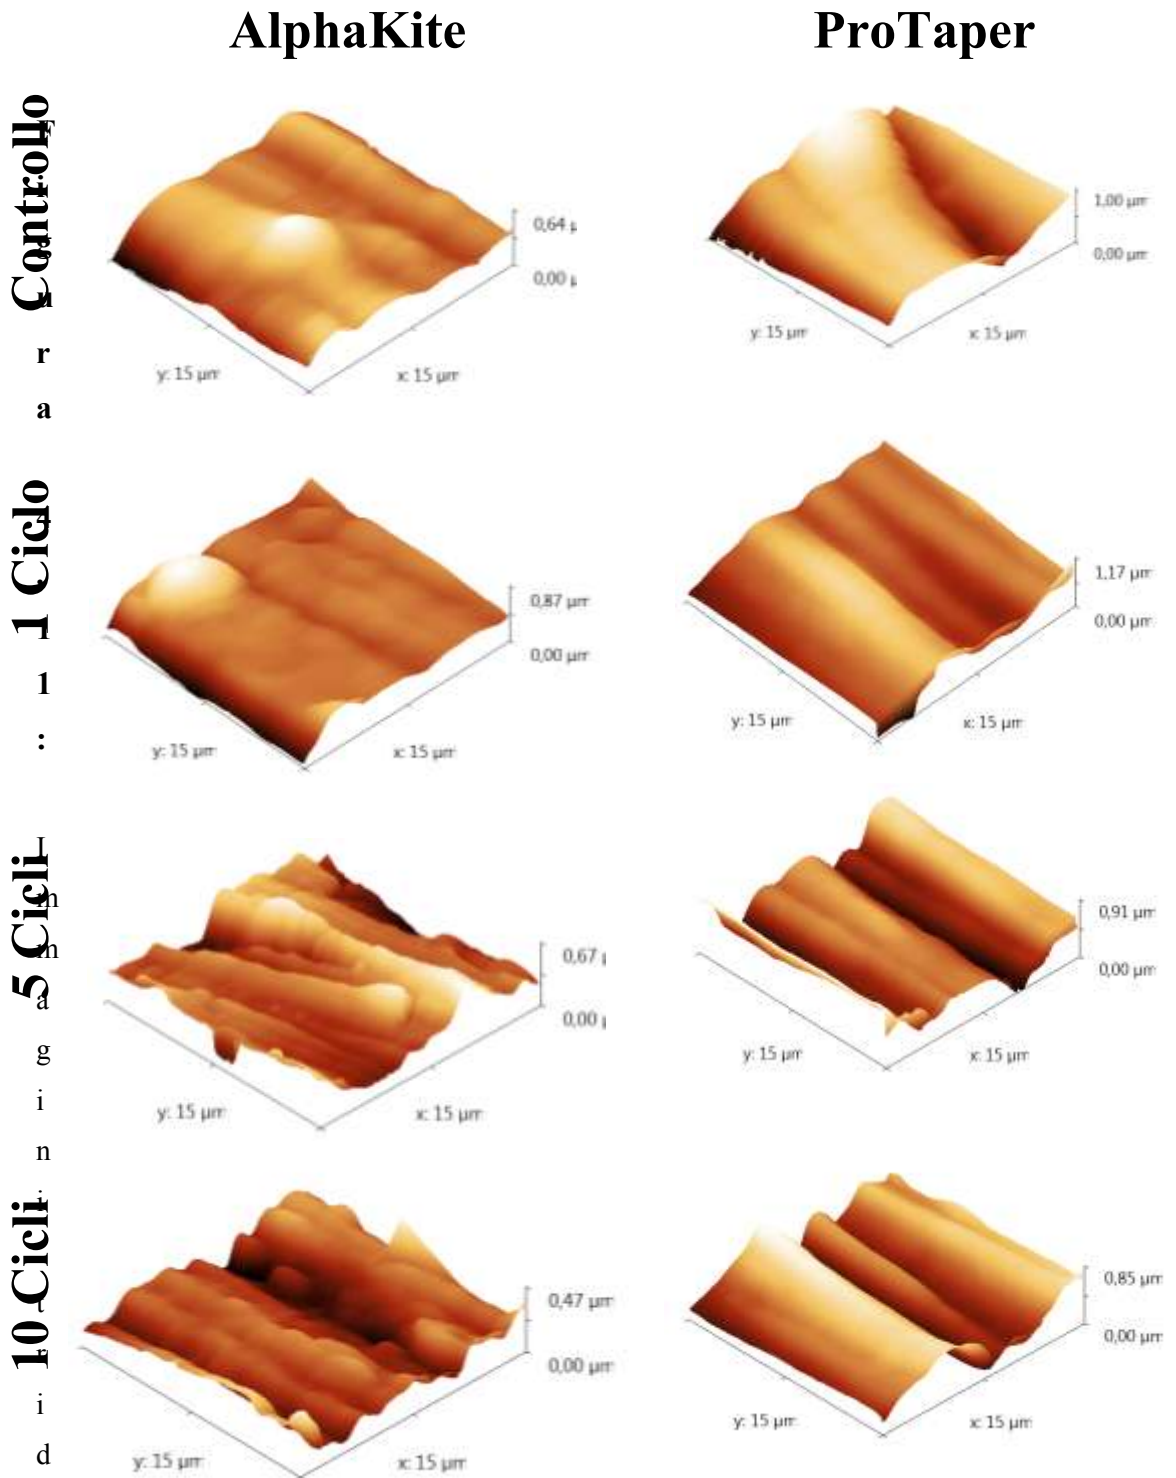 AlphaKite ProTaper
Controllo
0,64 µ
0,00 µ
y: 15 µm
x: 15 µm
1,00 µm
0,00 µm
y: 15 µm
x: 15 µm
1 Ciclo
0,87 µm
0,00 µm
y: 15 µm
x: 15 µm
1,17 µm
0,00 µm
y: 15 µm
x: 15 µm
5 Cicli
0,67
0,00
y: 15 µm
x: 15 µm
0,91 µm
0,00 µm
y: 15 µm
x: 15 µm
10 Cicli
0,47 µm
0,00 µm
y: 15 µm
x: 15 µm
0,85 µm
0,00 µm
y: 15 µm
x: 15 µm
u
r
a
1
:
I
m
m
a
g
i
n
i
t
r
i
d